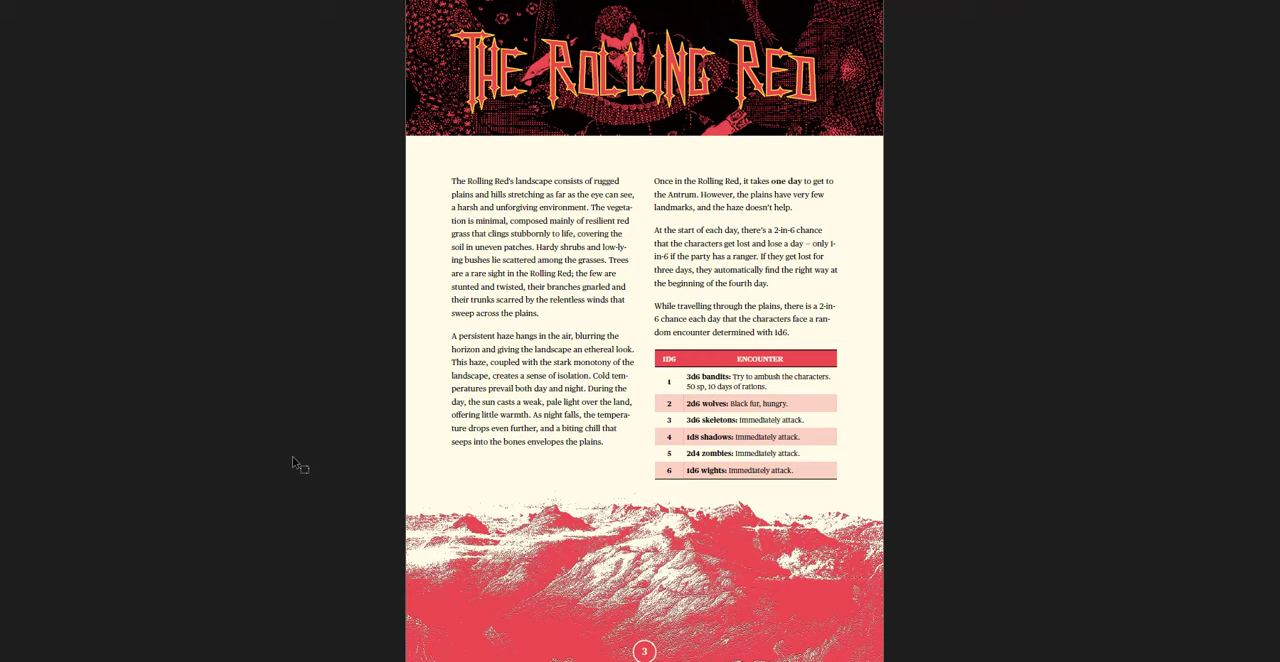 THE ROLLING RED
The Rolling Red's landscape consists of rugged
plains and hills stretching as far as the eye can see,
a harsh and unforgiving environment. The vegeta-
tion is minimal, composed mainly of resilient red
grass that clings stubbornly to life, covering the
soil in uneven patches. Hardy shrubs and low-ly-
ing bushes lie scattered among the grasses. Trees
are a rare sight in the Rolling Red; the few are
stunted and twisted, their branches gnarled and
their trunks scarred by the relentless winds that
sweep across the plains.
A persistent haze hangs in the air, blurring the
horizon and giving the landscape an ethereal look.
This haze, coupled with the stark monotony of the
landscape, creates a sense of isolation. Cold tem-
peratures prevail both day and night. During the
day, the sun casts a weak, pale light over the land,
offering little warmth. As night falls, the tempera-
ture drops even further, and a biting chill that
seeps into the bones envelopes the plains.
Once in the Rolling Red, it takes one day to get to
the Antrum. However, the plains have very few
landmarks, and the haze doesn't help.
At the start of each day, there's a 2-in-6 chance
that the characters get lost and lose a day – only 1-
in-6 if the party has a ranger. If they get lost for
three days, they automatically find the right way at
the beginning of the fourth day.
While travelling through the plains, there is a 2-in-
6 chance each day that the characters face a ran-
dom encounter determined with 1d6.
1D6 ENCOUNTER
1 3d6 bandits: Try to ambush the characters.
50 sp, 10 days of rations.
2 2d6 wolves: Black fur, hungry.
3 3d6 skeletons: Immediately attack.
4 1d8 shadows: Immediately attack.
5 2d4 zombies: Immediately attack.
6 1d6 wights: Immediately attack.
3